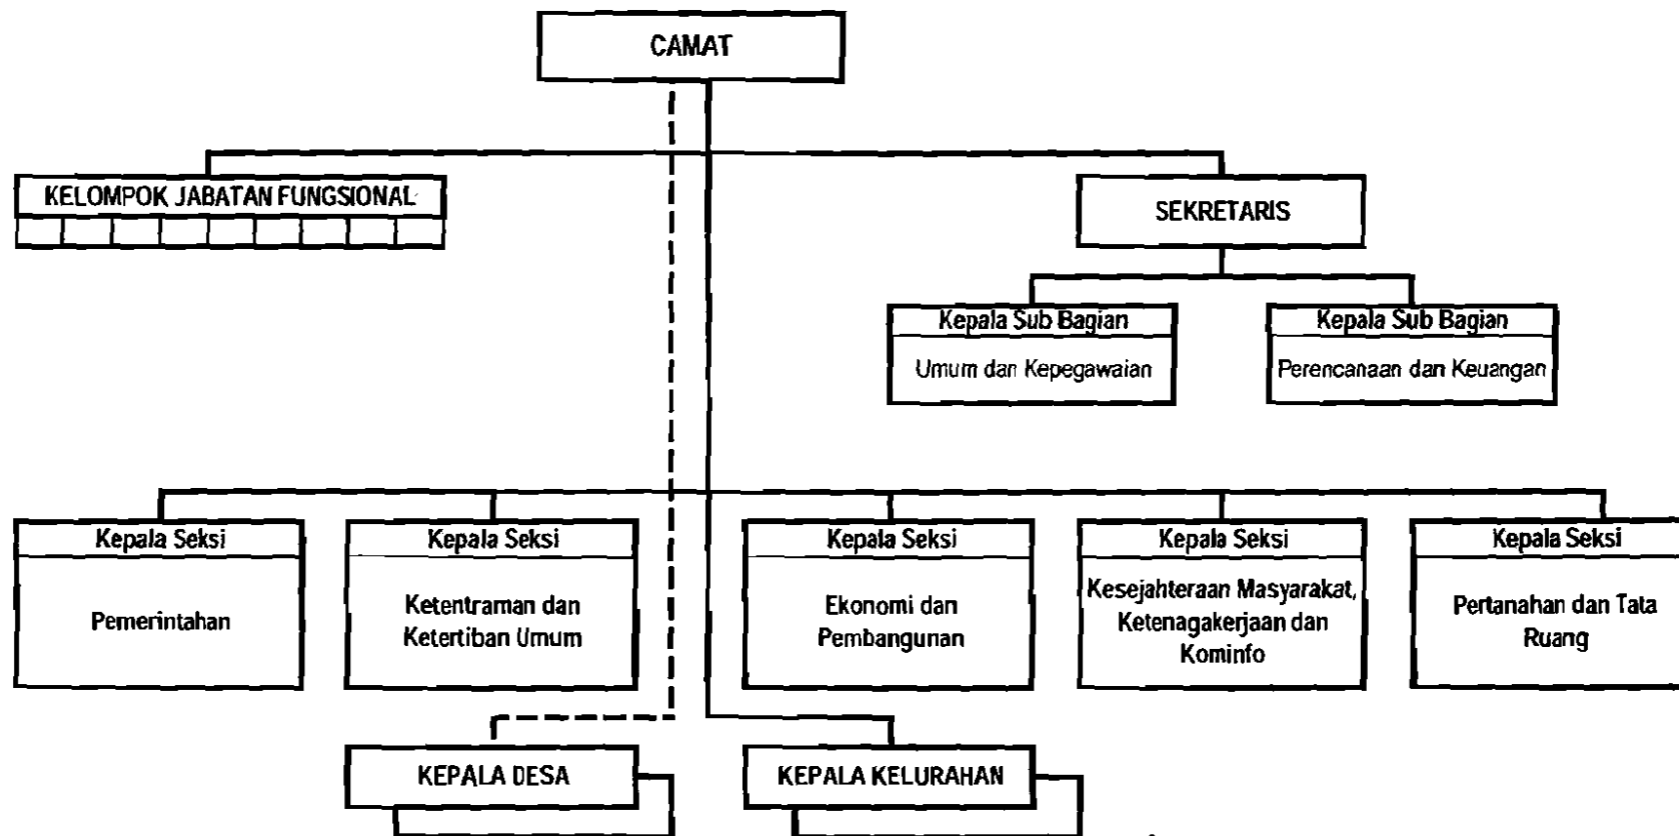 CAMAT
KELOMPOK JABATAN FUNGSIONAL
SEKRETARIS
Kepala Sub Bagian
Umum dan Kepegawaian
Kepala Sub Bagian
Perencanaan dan Keuangan
Kepala Seksi
Pemerintahan
Kepala Seksi
Ketentraman dan
Ketertiban Umum
Kepala Seksi
Ekonomi dan
Pembangunan
Kepala Seksi
Kesejahteraan Masyarakat,
Ketenagakerjaan dan
Kominfo
Kepala Seksi
Pertanahan dan Tata
Ruang
KEPALA DESA
KEPALA KELURAHAN